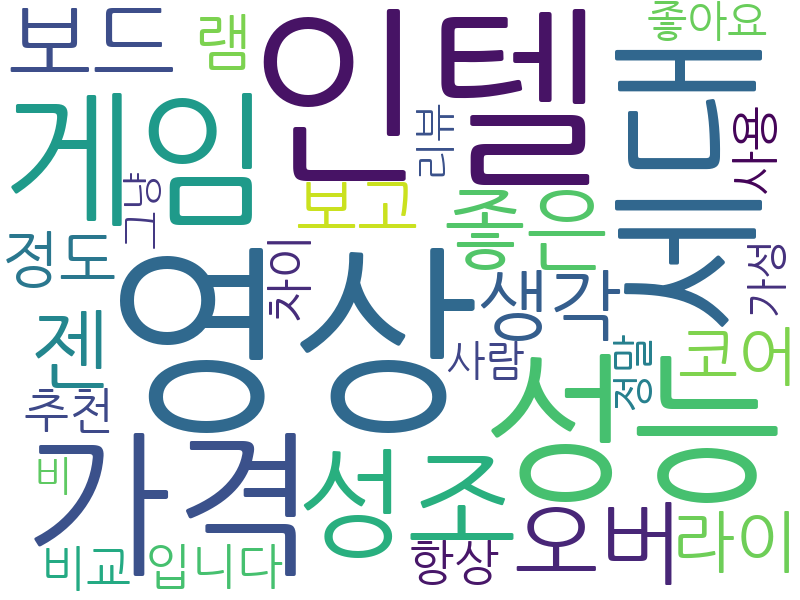 보드
램
인텔
좋아요
게임
세대
리뷰
사용
그냥
보고
좋은
정도
영상
차이
생각
가성
젠
사람
정말
코어
추천
성능
가격
성조
비
오버
라이
비교
입니다
항상